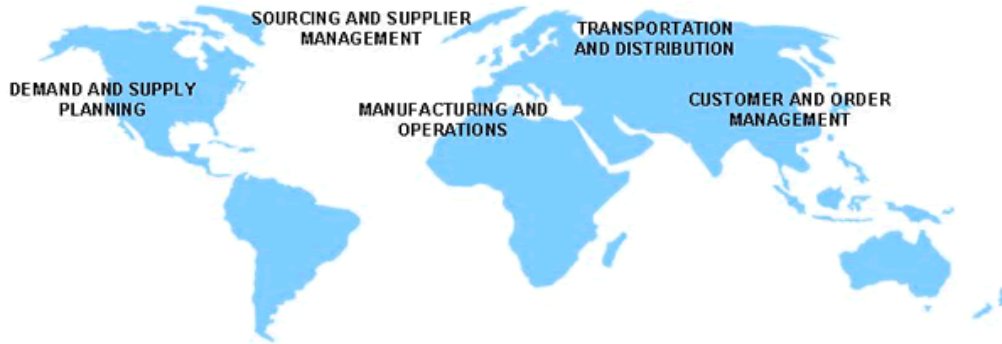 SOURCING AND SUPPLIER
MANAGEMENT
TRANSPORTATION
AND DISTRIBUTION
DEMAND AND SUPPLY
PLANNING
MANUFACTURING AND
OPERATIONS
CUSTOMER AND ORDER
MANAGEMENT